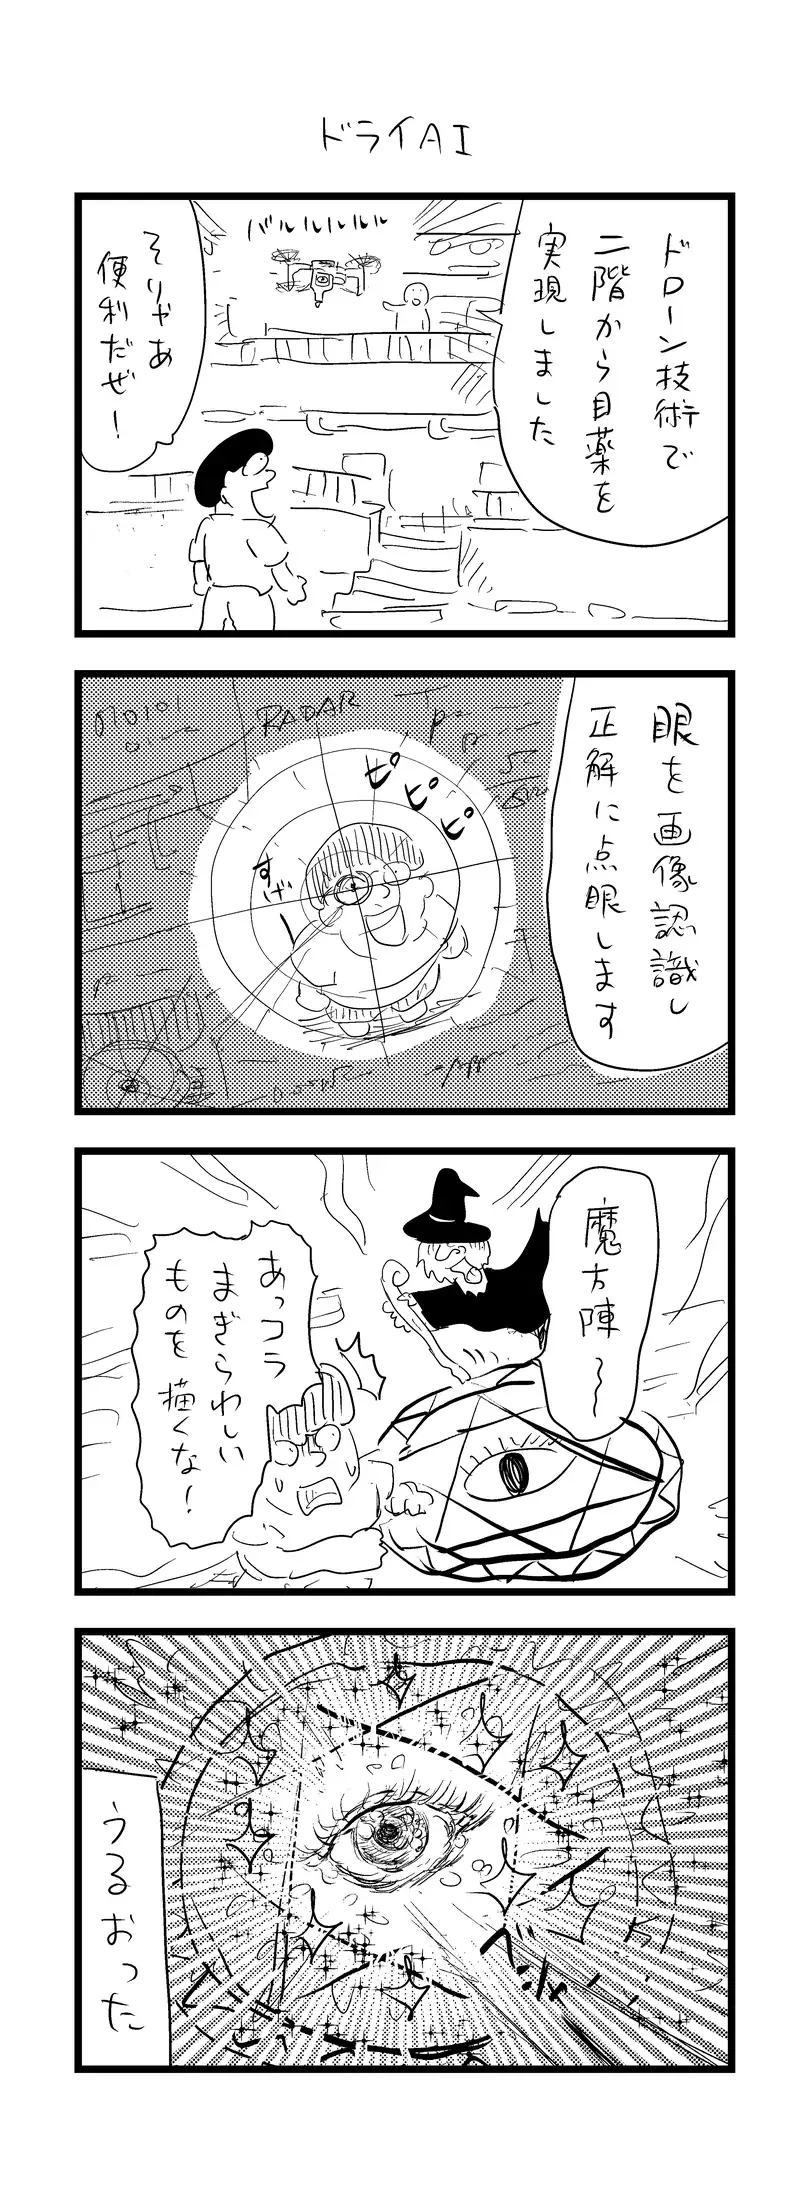 ドライAI
ドローン技術で
二階から目薬を
実現しました
バルルルルルル
そりゃあ
便利だぜ!
眼を画像認識し
正解に点眼します
RADAR
ピピピ
すげー
魔方陣〜
あっコラ
まぎらわしい
ものを描くな!
うるおった